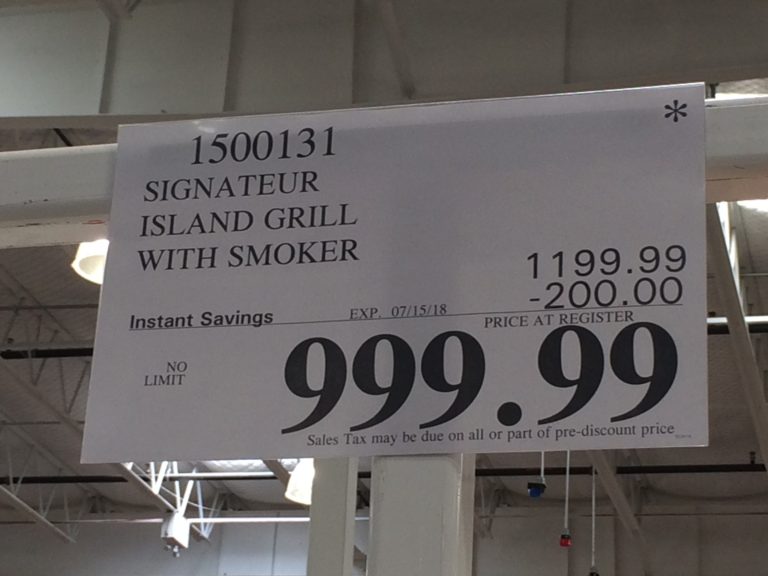 *
1500131
SIGNATEUR
ISLAND GRILL
WITH SMOKER
1199.99
-200.00
Instant Savings EXP. 07/15/18 PRICE AT REGISTER
NO
LIMIT
999.99
Sales Tax may be due on all or part of pre-discount price